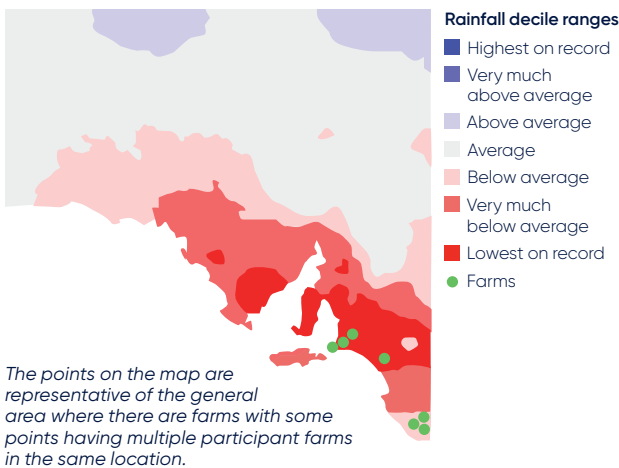 Rainfall decile ranges
Highest on record
Very much
above average
Above average
Average
Below average
Very much
below average
Lowest on record
Farms
The points on the map are
representative of the general
area where there are farms with some
points having multiple participant farms
in the same location.